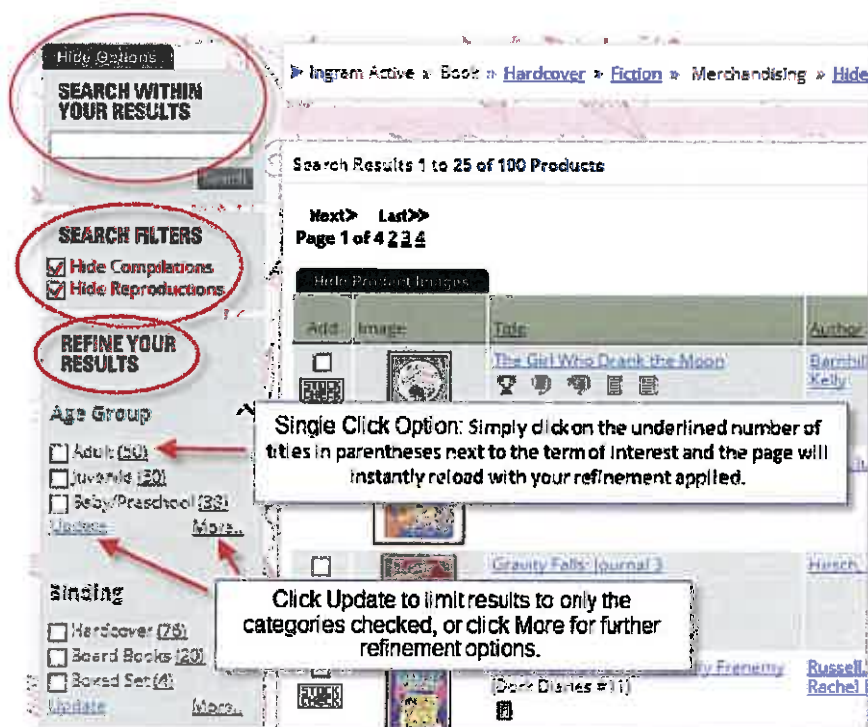 Hide Options
SEARCH WITHIN
YOUR RESULTS
Search
SEARCH FILTERS
Hide Compilations
Hide Reproductions
REFINE YOUR
RESULTS
Age Group
Adult (50)
Juvenile (50)
Baby/Preschool (33)
Update More..
Binding
Hardcover (76)
Board Books (20)
Boxed Set (4)
Update More..
Ingram Active » Book » Hardcover » Fiction » Merchandising » Hide
Search Results 1 to 25 of 100 Products
Next> Last>>
Page 1 of 4 2 3 4
Hide Product Images
Add Image Title Author
The Girl Who Drank the Moon Barnhill
Kelly
Single Click Option: Simply click on the underlined number of
titles in parentheses next to the term of interest and the page will
instantly reload with your refinement applied.
Gravity Falls: Journal 3 Hirsch,
Click Update to limit results to only the
categories checked, or click More for further
refinement options.
Frenemy Russell,
(Dork Diaries #11) Rachel